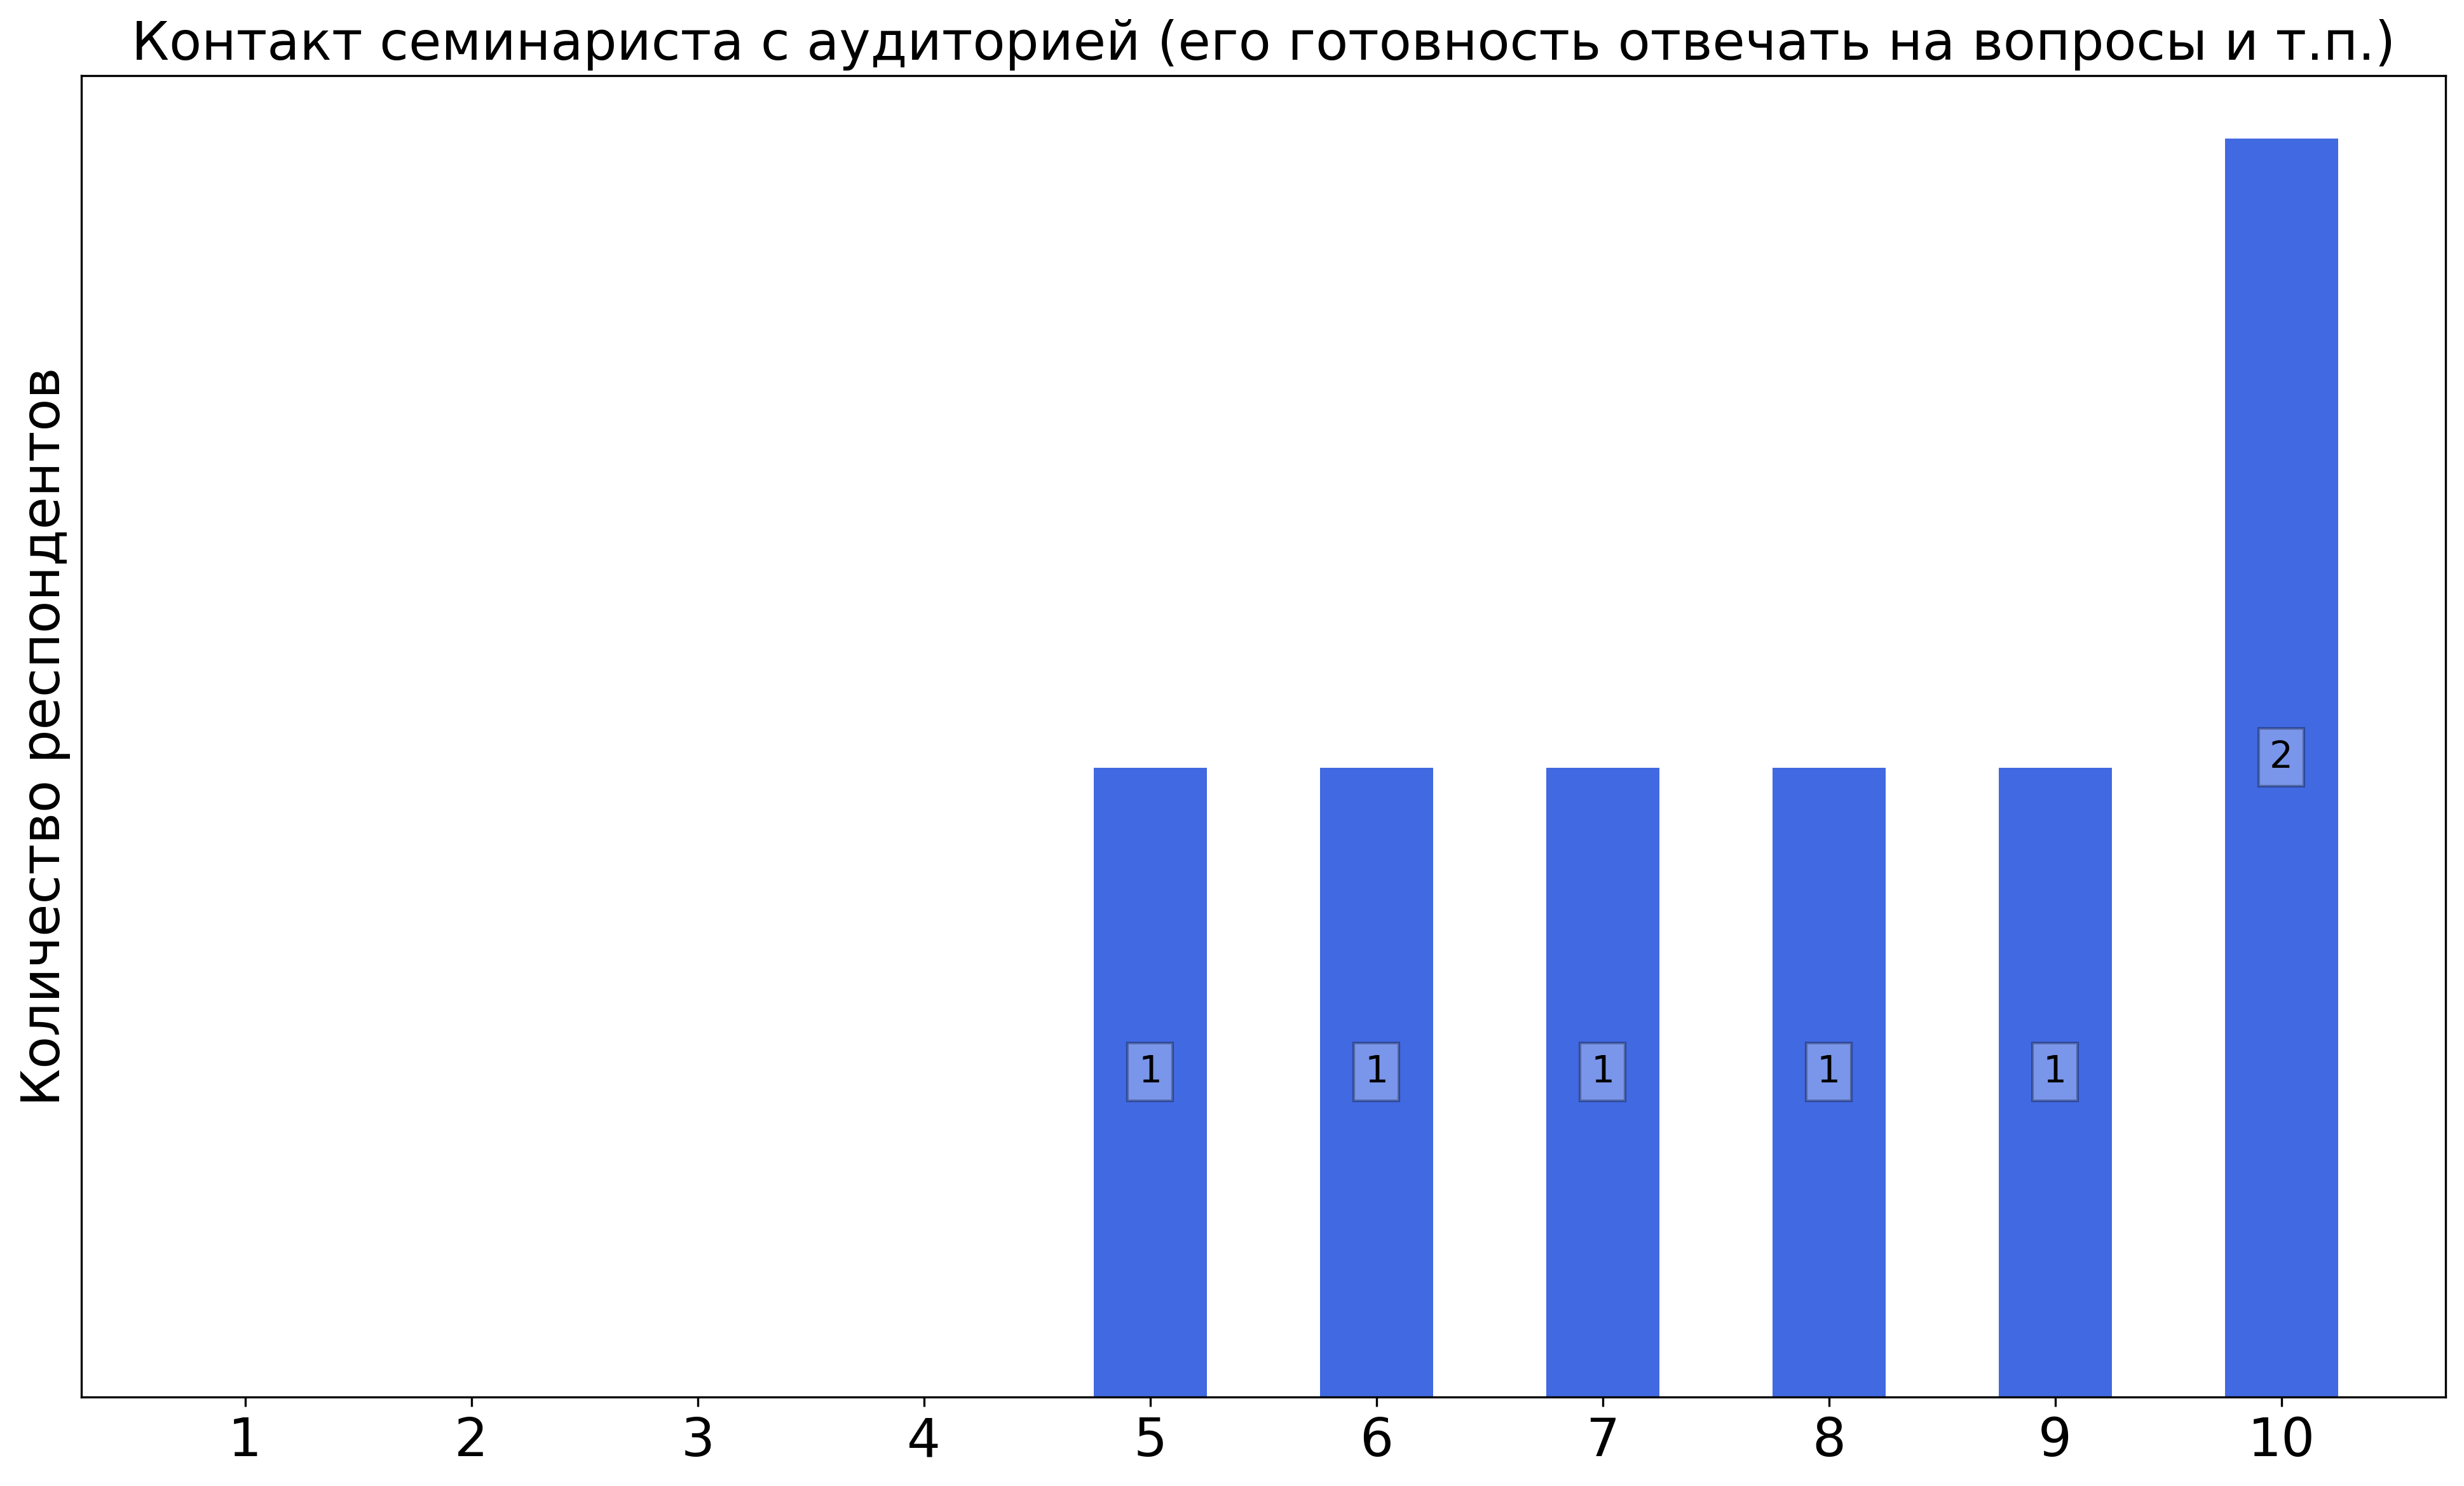 Контакт семинариста с аудиторией (его готовность отвечать на вопросы и т.п.)
Количество респондентов
2
1 1 1 1 1
1 2 3 4 5 6 7 8 9 10